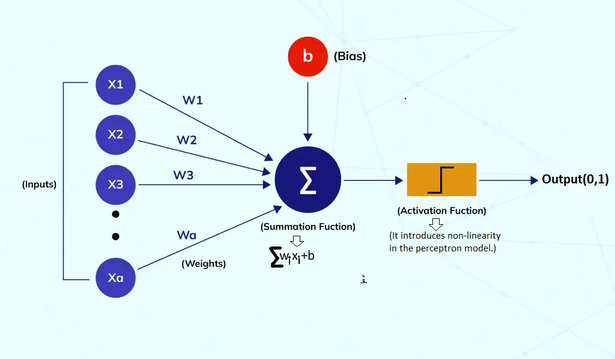 b
(Bias)
X1
W1
X2
W2
X3
W3
(Inputs)
Σ
Output(0,1)
Wa
(Weights)
Xa
(Summation Fuction)
∑wixi+b
(Activation Fuction)
(It introduces non-linearity
in the perceptron model.)